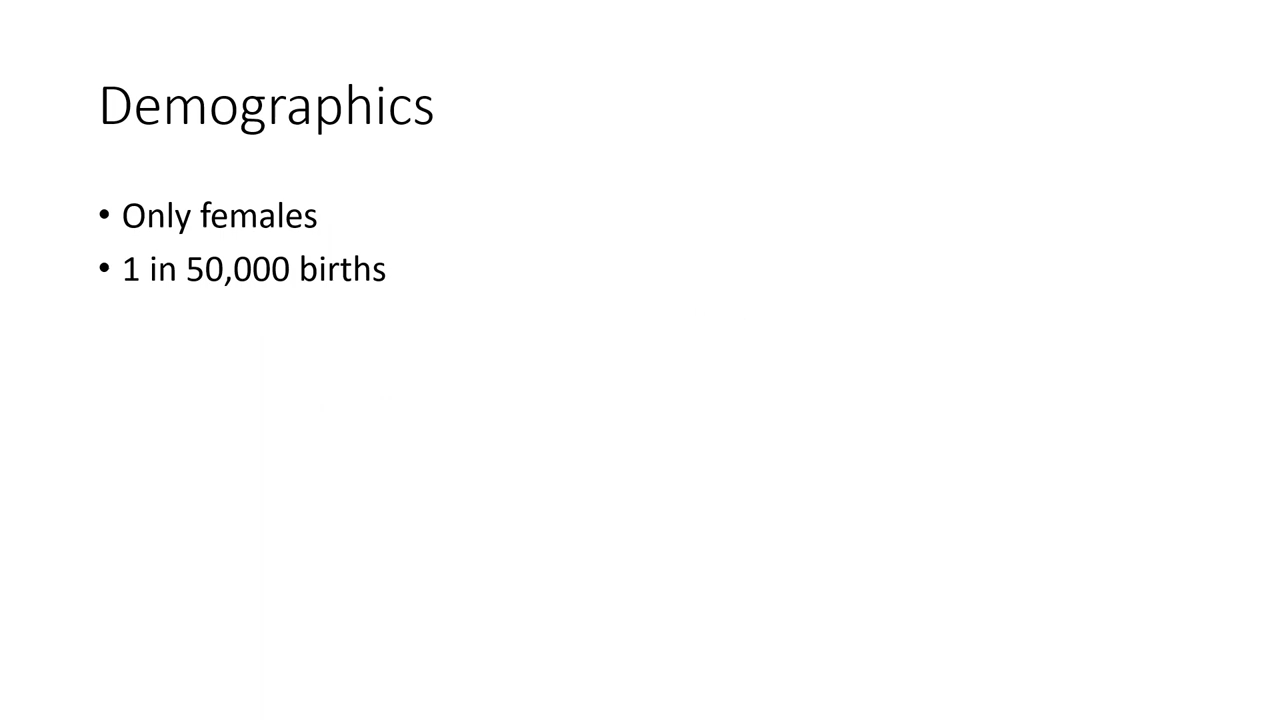 Demographics
• Only females
• 1 in 50,000 births